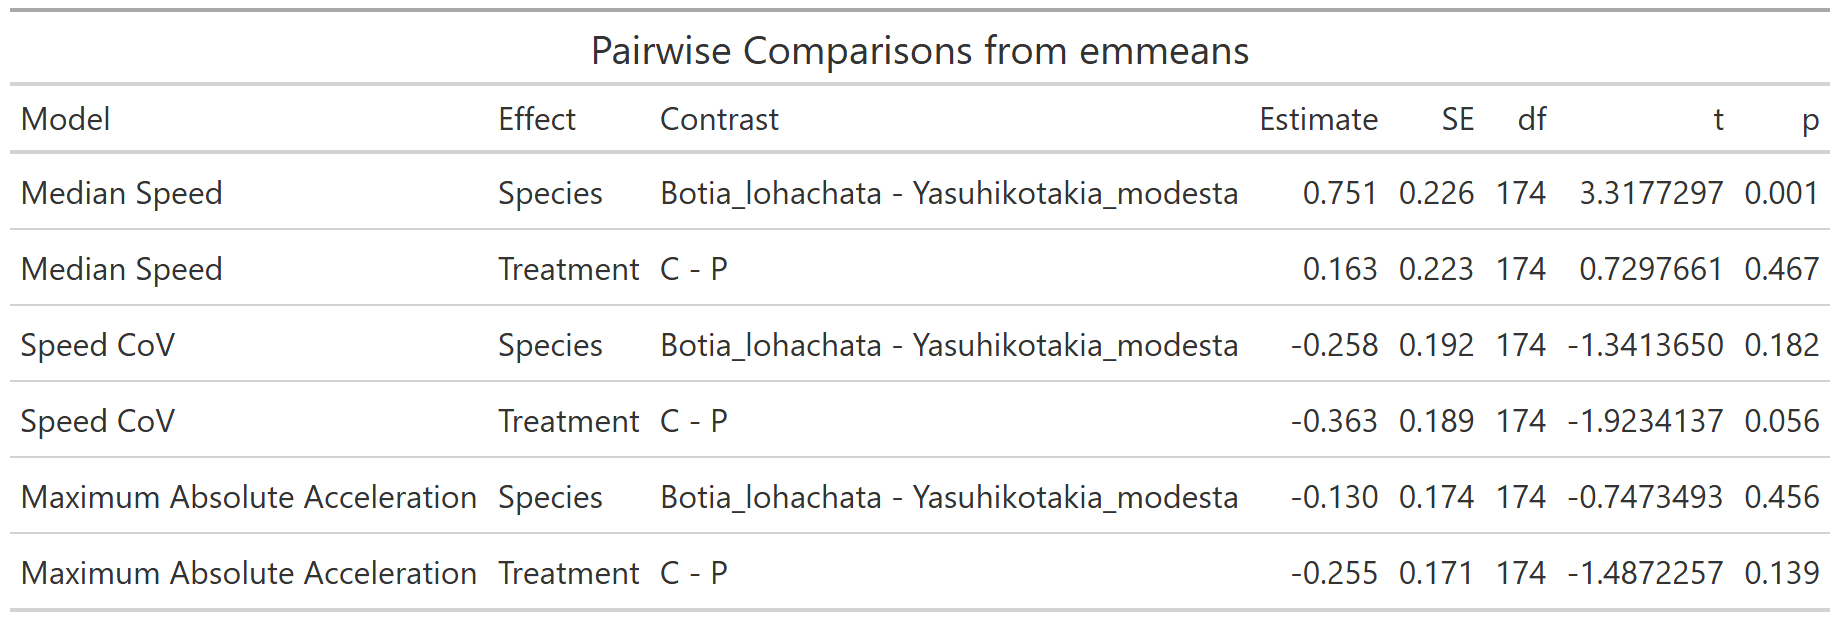 Pairwise Comparisons from emmeans
Model Effect Contrast Estimate SE df t p
Median Speed Species Botia_lohachata - Yasuhikotakia_modesta 0.751 0.226 174 3.3177297 0.001
Median Speed Treatment C - P 0.163 0.223 174 0.7297661 0.467
Speed CoV Species Botia_lohachata - Yasuhikotakia_modesta -0.258 0.192 174 -1.3413650 0.182
Speed CoV Treatment C - P -0.363 0.189 174 -1.9234137 0.056
Maximum Absolute Acceleration Species Botia_lohachata - Yasuhikotakia_modesta -0.130 0.174 174 -0.7473493 0.456
Maximum Absolute Acceleration Treatment C - P -0.255 0.171 174 -1.4872257 0.139